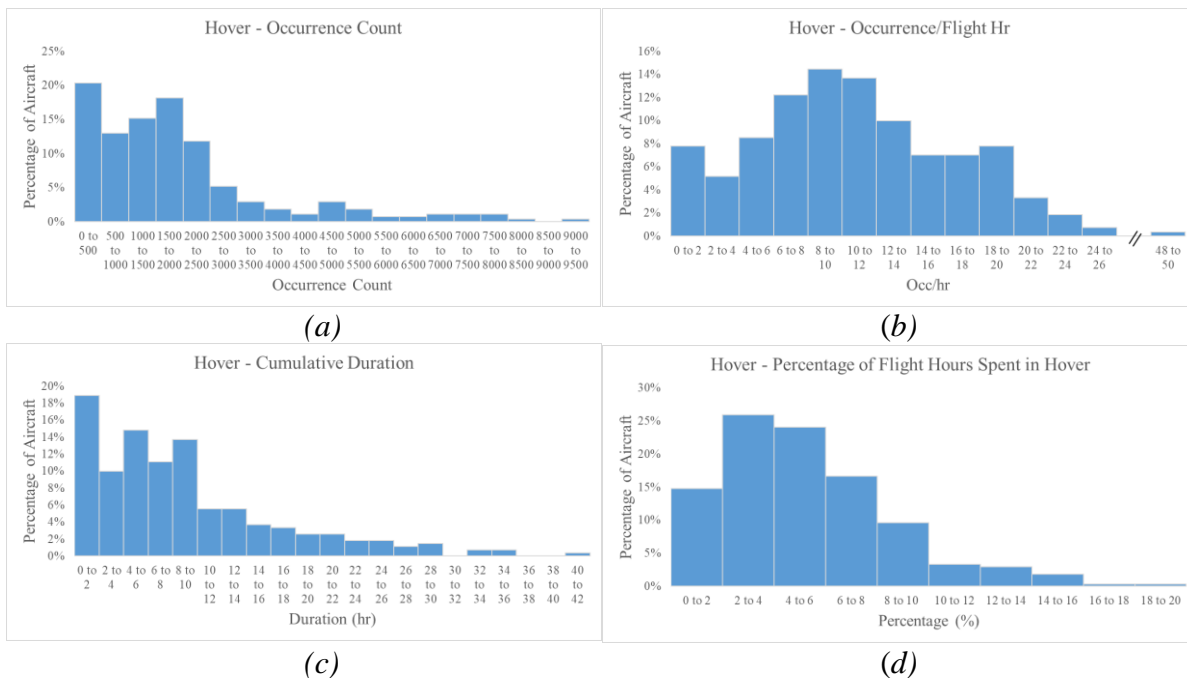 Hover - Occurrence Count
Percentage of Aircraft
25%
20%
15%
10%
5%
0%
0 to 500 1000 1500 2000 2500 3000 3500 4000 4500 5000 5500 6000 6500 7000 7500 8000 8500 9000
500 to to to to to to to to to to to to to to to to to to
1000 1500 2000 2500 3000 3500 4000 4500 5000 5500 6000 6500 7000 7500 8000 8500 9000 9500
Occurrence Count
(a)
Hover - Occurrence/Flight Hr
Percentage of Aircraft
16%
14%
12%
10%
8%
6%
4%
2%
0%
0 to 2 2 to 4 4 to 6 6 to 8 8 to 10 to 12 to 14 to 16 to 18 to 20 to 22 to 24 to // 48 to
10 12 14 16 18 20 22 24 26 50
Occ/hr
(b)
Hover - Cumulative Duration
Percentage of Aircraft
20%
18%
16%
14%
12%
10%
8%
6%
4%
2%
0%
0 to 2 to 4 to 6 to 8 to 10 12 14 16 18 20 22 24 26 28 30 32 34 36 38 40
2 4 6 8 10 to to to to to to to to to to to to to to to to
12 14 16 18 20 22 24 26 28 30 32 34 36 38 40 42
Duration (hr)
(c)
Hover - Percentage of Flight Hours Spent in Hover
Percentage of Aircraft
30%
25%
20%
15%
10%
5%
0%
0 to 2 2 to 4 4 to 6 6 to 8 8 to 10 10 to 12 12 to 14 14 to 16 16 to 18 18 to 20
Percentage (%)
(d)